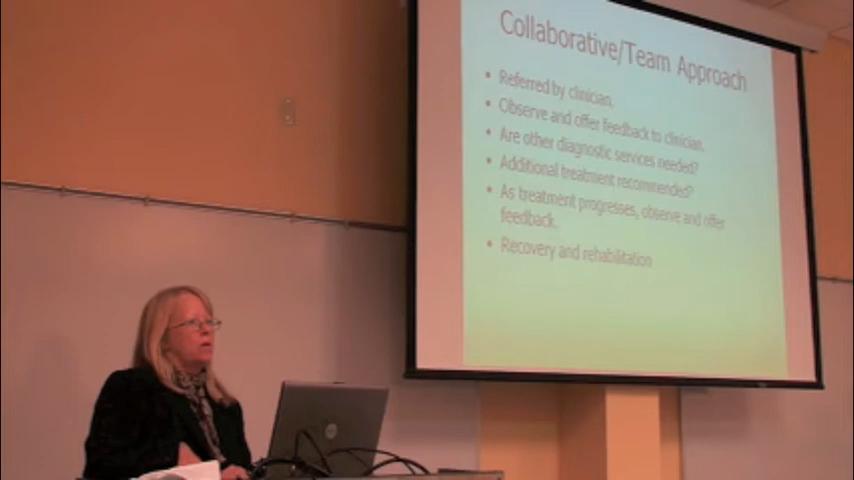 Collaborative/Team Approach
• Referred by clinician.
• Observe and offer feedback to clinician.
• Are other diagnostic services needed?
• Additional treatment recommended?
• As treatment progresses, observe and offer
feedback.
• Recovery and rehabilitation